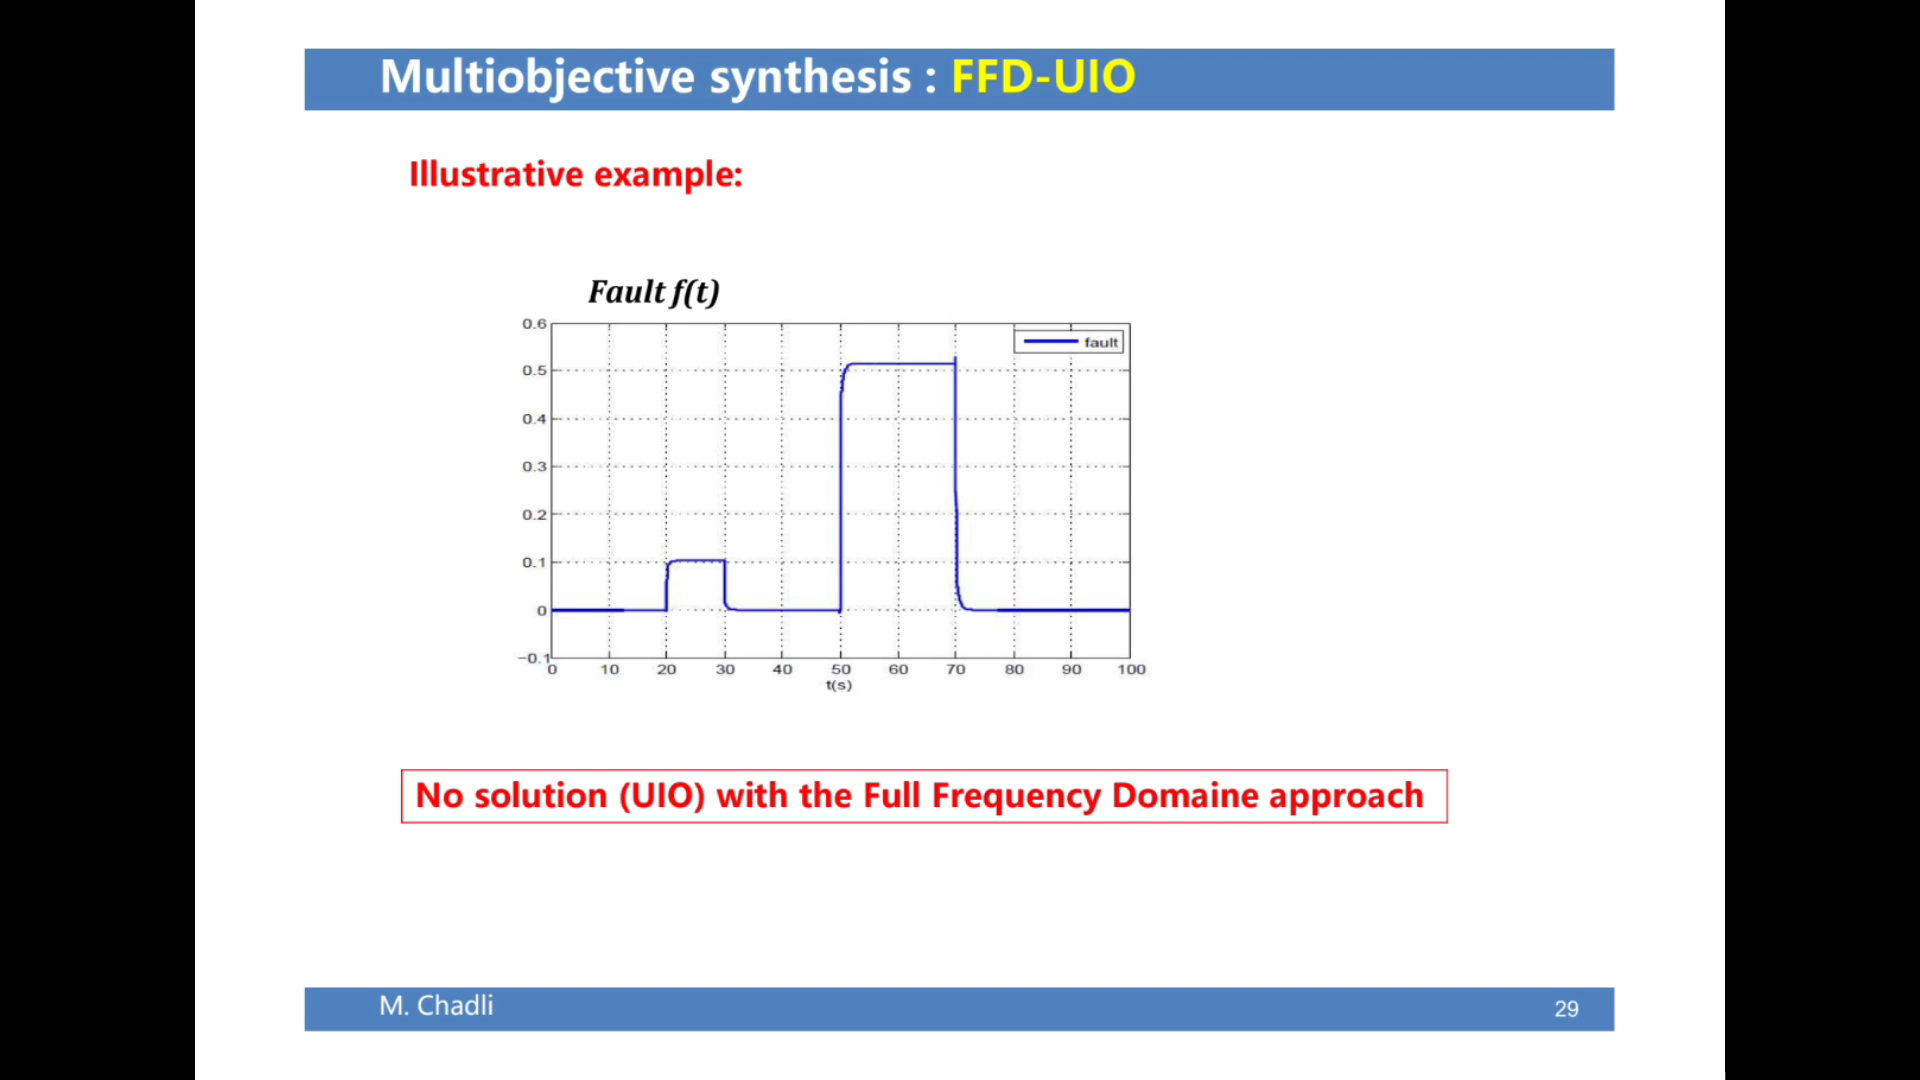 Multiobjective synthesis : FFD-UIO
Illustrative example:
Fault f(t)
0.6
0.5
0.4
0.3
0.2
0.1
0
−0.1
fault
0 10 20 30 40 50 60 70 80 90 100
t(s)
No solution (UIO) with the Full Frequency Domaine approach
M. Chadli
29